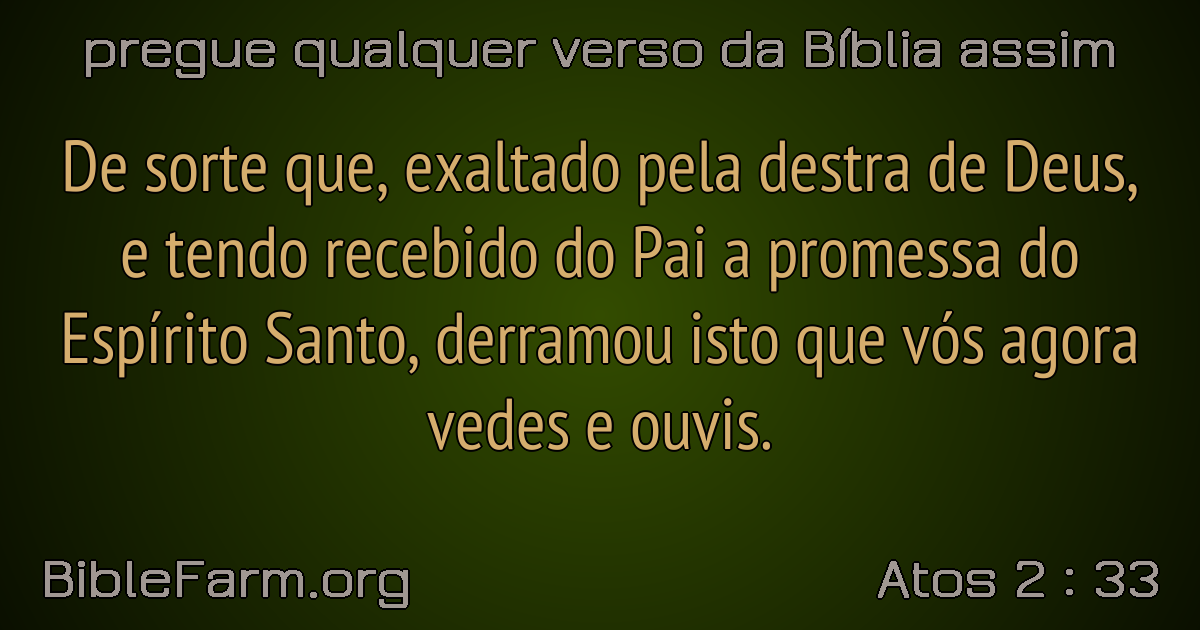 pregue qualquer verso da Bíblia assim
De sorte que, exaltado pela destra de Deus,
e tendo recebido do Pai a promessa do
Espírito Santo, derramou isto que vós agora
vedes e ouvis.
BibleFarm.org
Atos 2 : 33